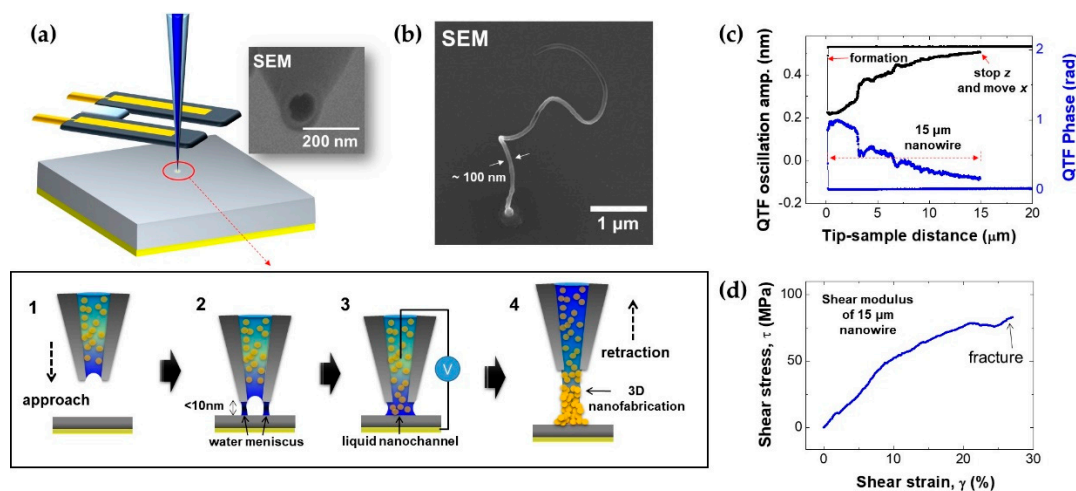 (a)
SEM
200 nm
(b)
SEM
~ 100 nm
1 μm
(c)
QTF oscillation amp. (nm)
0.4
0.2
0.0
-0.2
formation
stop z
and move x
15 μm
nanowire
2
1
0
QTF Phase (rad)
0
5
10
15
20
Tip-sample distance (μm)
1
approach
2
<10nm
water meniscus
3
V
liquid nanochannel
4
retraction
3D
nanofabrication
(d)
Shear stress, τ (MPa)
100
50
0
Shear modulus
of 15 μm
nanowire
fracture
0
10
20
30
Shear strain, γ (%)